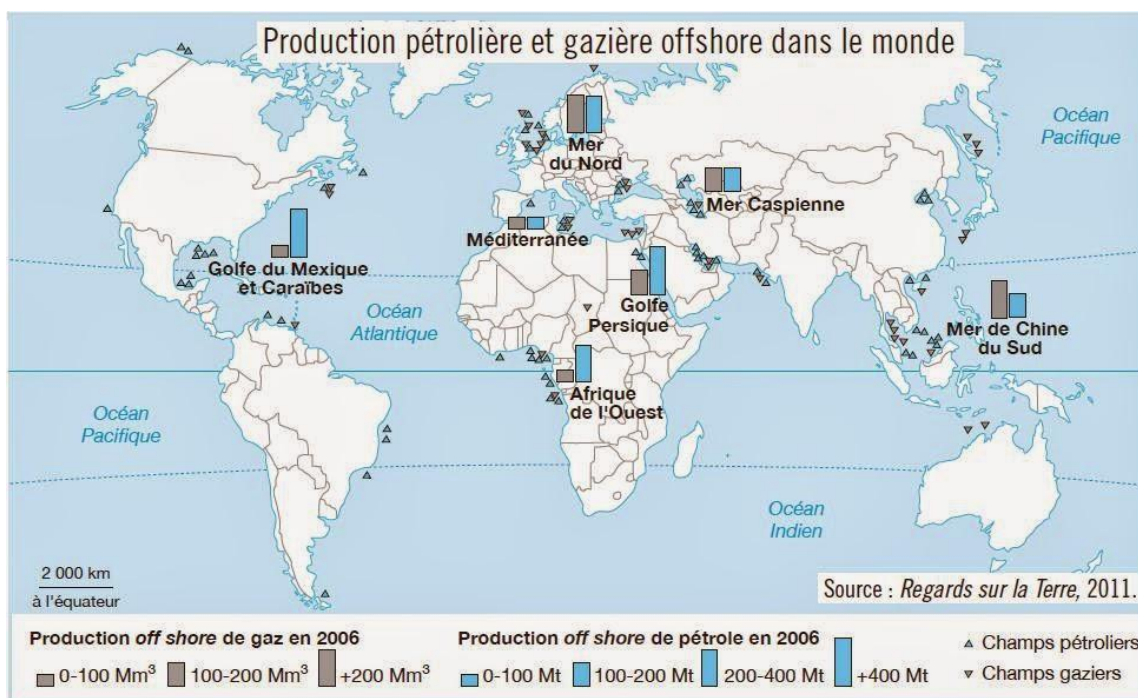 Production pétrolière et gazière offshore dans le monde
Océan
Pacifique
Mer
du Nord
Mer Caspienne
Méditerranée
Golfe du Mexique
et Caraïbes
Océan
Atlantique
Golfe
Persique
Mer de Chine
du Sud
Afrique
de l'Ouest
Océan
Pacifique
Océan
Indien
2 000 km
à l'équateur
Source : Regards sur la Terre, 2011.
Production off shore de gaz en 2006
0-100 Mm³ 100-200 Mm³ +200 Mm³
Production off shore de pétrole en 2006
0-100 Mt 100-200 Mt 200-400 Mt +400 Mt
Champs pétroliers
Champs gaziers